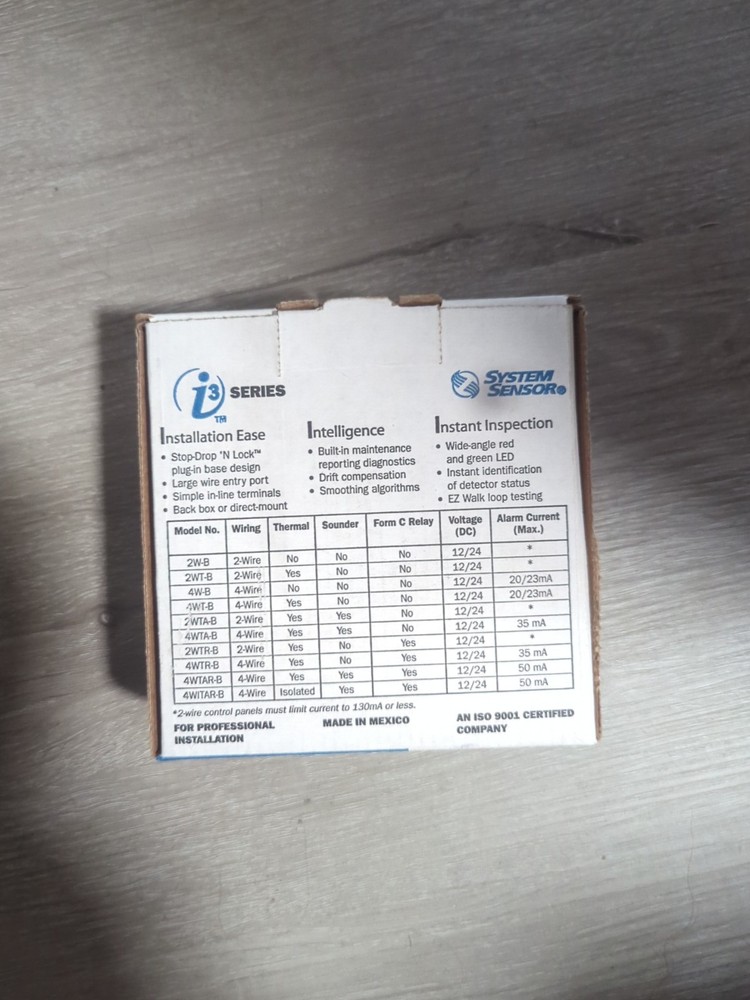 i3 SERIES
TM
SYSTEM
SENSOR®
Installation Ease
• Stop-Drop 'N Lock™
plug-in base design
• Large wire entry port
• Simple in-line terminals
• Back box or direct-mount
Intelligence
• Built-in maintenance
reporting diagnostics
• Drift compensation
• Smoothing algorithms
Instant Inspection
• Wide-angle red
and green LED
• Instant identification
of detector status
• EZ Walk loop testing
Model No. Wiring Thermal Sounder Form C Relay Voltage (DC) Alarm Current (Max.)
2W-B 2-Wire No No No 12/24 *
2WT-B 2-Wire Yes No No 12/24 *
4W-B 4-Wire No No No 12/24 20/23mA
4WT-B 4-Wire Yes No No 12/24 20/23mA
2WTA-B 2-Wire Yes Yes No 12/24 *
4WTA-B 4-Wire Yes Yes No 12/24 35 mA
2WTR-B 2-Wire Yes No Yes 12/24 *
4WTR-B 4-Wire Yes No Yes 12/24 35 mA
4WTAR-B 4-Wire Yes Yes Yes 12/24 50 mA
4WITAR-B 4-Wire Isolated Yes Yes 12/24 50 mA
*2-wire control panels must limit current to 130mA or less.
FOR PROFESSIONAL
INSTALLATION
MADE IN MEXICO
AN ISO 9001 CERTIFIED
COMPANY